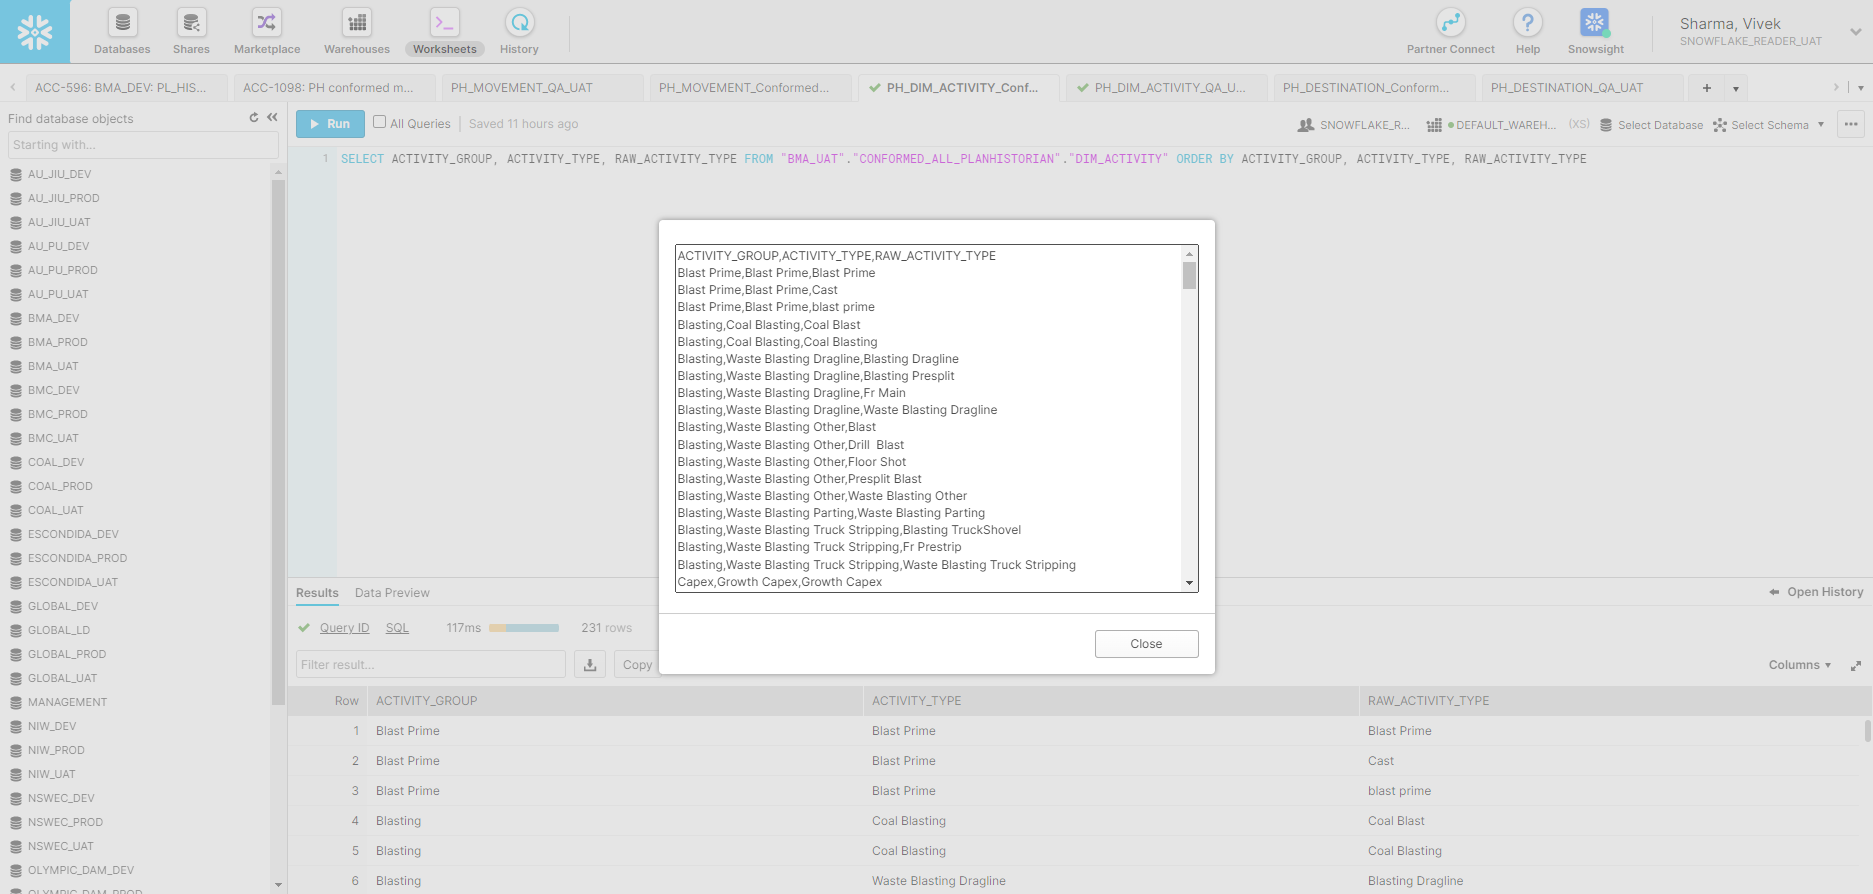 Databases
Shares
Marketplace
Warehouses
Worksheets
History
Partner Connect
Help
Snowsight
Sharma, Vivek
SNOWFLAKE_READER_UAT
ACC-596: BMA_DEV: PL_HIS...
ACC-1098: PH conformed m...
PH_MOVEMENT_QA_UAT
PH_MOVEMENT_Conformed...
PH_DIM_ACTIVITY_Conf...
PH_DIM_ACTIVITY_QA_U...
PH_DESTINATION_Conform...
PH_DESTINATION_QA_UAT
Find database objects
Starting with...
AU_JIU_DEV
AU_JIU_PROD
AU_JIU_UAT
AU_PU_DEV
AU_PU_PROD
AU_PU_UAT
BMA_DEV
BMA_PROD
BMA_UAT
BMC_DEV
BMC_PROD
BMC_UAT
COAL_DEV
COAL_PROD
COAL_UAT
ESCONDIDA_DEV
ESCONDIDA_PROD
ESCONDIDA_UAT
GLOBAL_DEV
GLOBAL_LD
GLOBAL_PROD
GLOBAL_UAT
MANAGEMENT
NIW_DEV
NIW_PROD
NIW_UAT
NSWEC_DEV
NSWEC_PROD
NSWEC_UAT
OLYMPIC_DAM_DEV
OLYMPIC_DAM_PROD
Run
All Queries
Saved 11 hours ago
SNOWFLAKE_R...
DEFAULT_WAREH...
(XS)
Select Database
Select Schema
1 SELECT ACTIVITY_GROUP, ACTIVITY_TYPE, RAW_ACTIVITY_TYPE FROM "BMA_UAT"."CONFORMED_ALL_PLANHISTORIAN"."DIM_ACTIVITY" ORDER BY ACTIVITY_GROUP, ACTIVITY_TYPE, RAW_ACTIVITY_TYPE
ACTIVITY_GROUP,ACTIVITY_TYPE,RAW_ACTIVITY_TYPE
Blast Prime,Blast Prime,Blast Prime
Blast Prime,Blast Prime,Cast
Blast Prime,Blast Prime,blast prime
Blasting,Coal Blasting,Coal Blast
Blasting,Coal Blasting,Coal Blasting
Blasting,Waste Blasting Dragline,Blasting Dragline
Blasting,Waste Blasting Dragline,Blasting Presplit
Blasting,Waste Blasting Dragline,Fr Main
Blasting,Waste Blasting Dragline,Waste Blasting Dragline
Blasting,Waste Blasting Other,Blast
Blasting,Waste Blasting Other,Drill  Blast
Blasting,Waste Blasting Other,Floor Shot
Blasting,Waste Blasting Other,Presplit Blast
Blasting,Waste Blasting Other,Waste Blasting Other
Blasting,Waste Blasting Parting,Waste Blasting Parting
Blasting,Waste Blasting Truck Stripping,Blasting TruckShovel
Blasting,Waste Blasting Truck Stripping,Fr Prestrip
Blasting,Waste Blasting Truck Stripping,Waste Blasting Truck Stripping
Capex,Growth Capex,Growth Capex
Close
Results
Data Preview
Open History
Query ID
SQL
117ms
231 rows
Filter result...
Copy
Columns
Row ACTIVITY_GROUP ACTIVITY_TYPE RAW_ACTIVITY_TYPE
1 Blast Prime Blast Prime Blast Prime
2 Blast Prime Blast Prime Cast
3 Blast Prime Blast Prime blast prime
4 Blasting Coal Blasting Coal Blast
5 Blasting Coal Blasting Coal Blasting
6 Blasting Waste Blasting Dragline Blasting Dragline